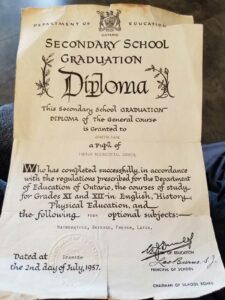 DEPARTMENT OF EDUCATION
ONTARIO
SECONDARY SCHOOL
GRADUATION
Diploma
This SECONDARY SCHOOL GRADUATION
DIPLOMA of the General Course
is Granted to
a Pupil of
Who has completed successfully, in accordance
with the regulations prescribed for the Department
of Education of Ontario, the courses of study
for Grades XI and XII in English, History,
Physical Education, and
the following four optional subjects:—
Mathematics, Science, French, Latin.
Dated at
the 2nd day of July, 1957.
OF EDUCATION
PRINCIPAL OF SCHOOL
CHAIRMAN OF SCHOOL BOARD